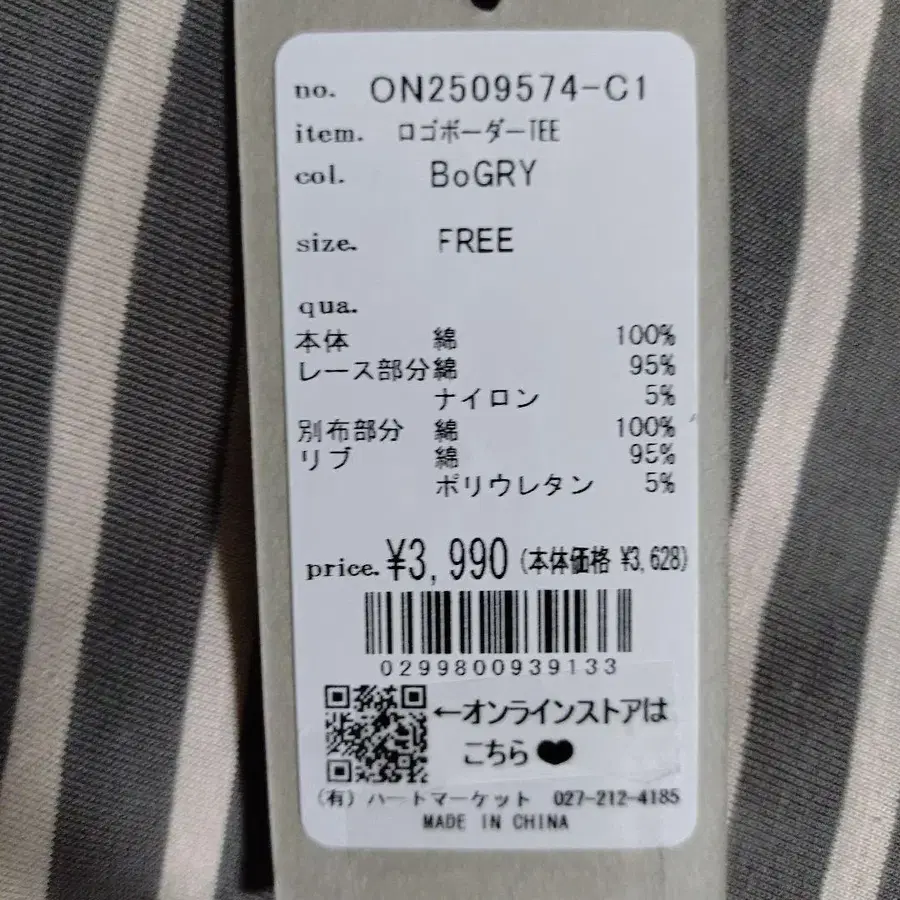 no. ON2509574-C1
item. ロゴボーダーTEE
col. BoGRY
size. FREE
qua.
本体 綿 100%
レース部分綿 95%
ナイロン 5%
別布部分 綿 100%
リブ 綿 95%
ポリウレタン 5%
price. ¥3,990 (本体価格 ¥3,628)
0299800939133
←オンラインストアは
こちら♥
(有) ハートマーケット 027-212-4185
MADE IN CHINA